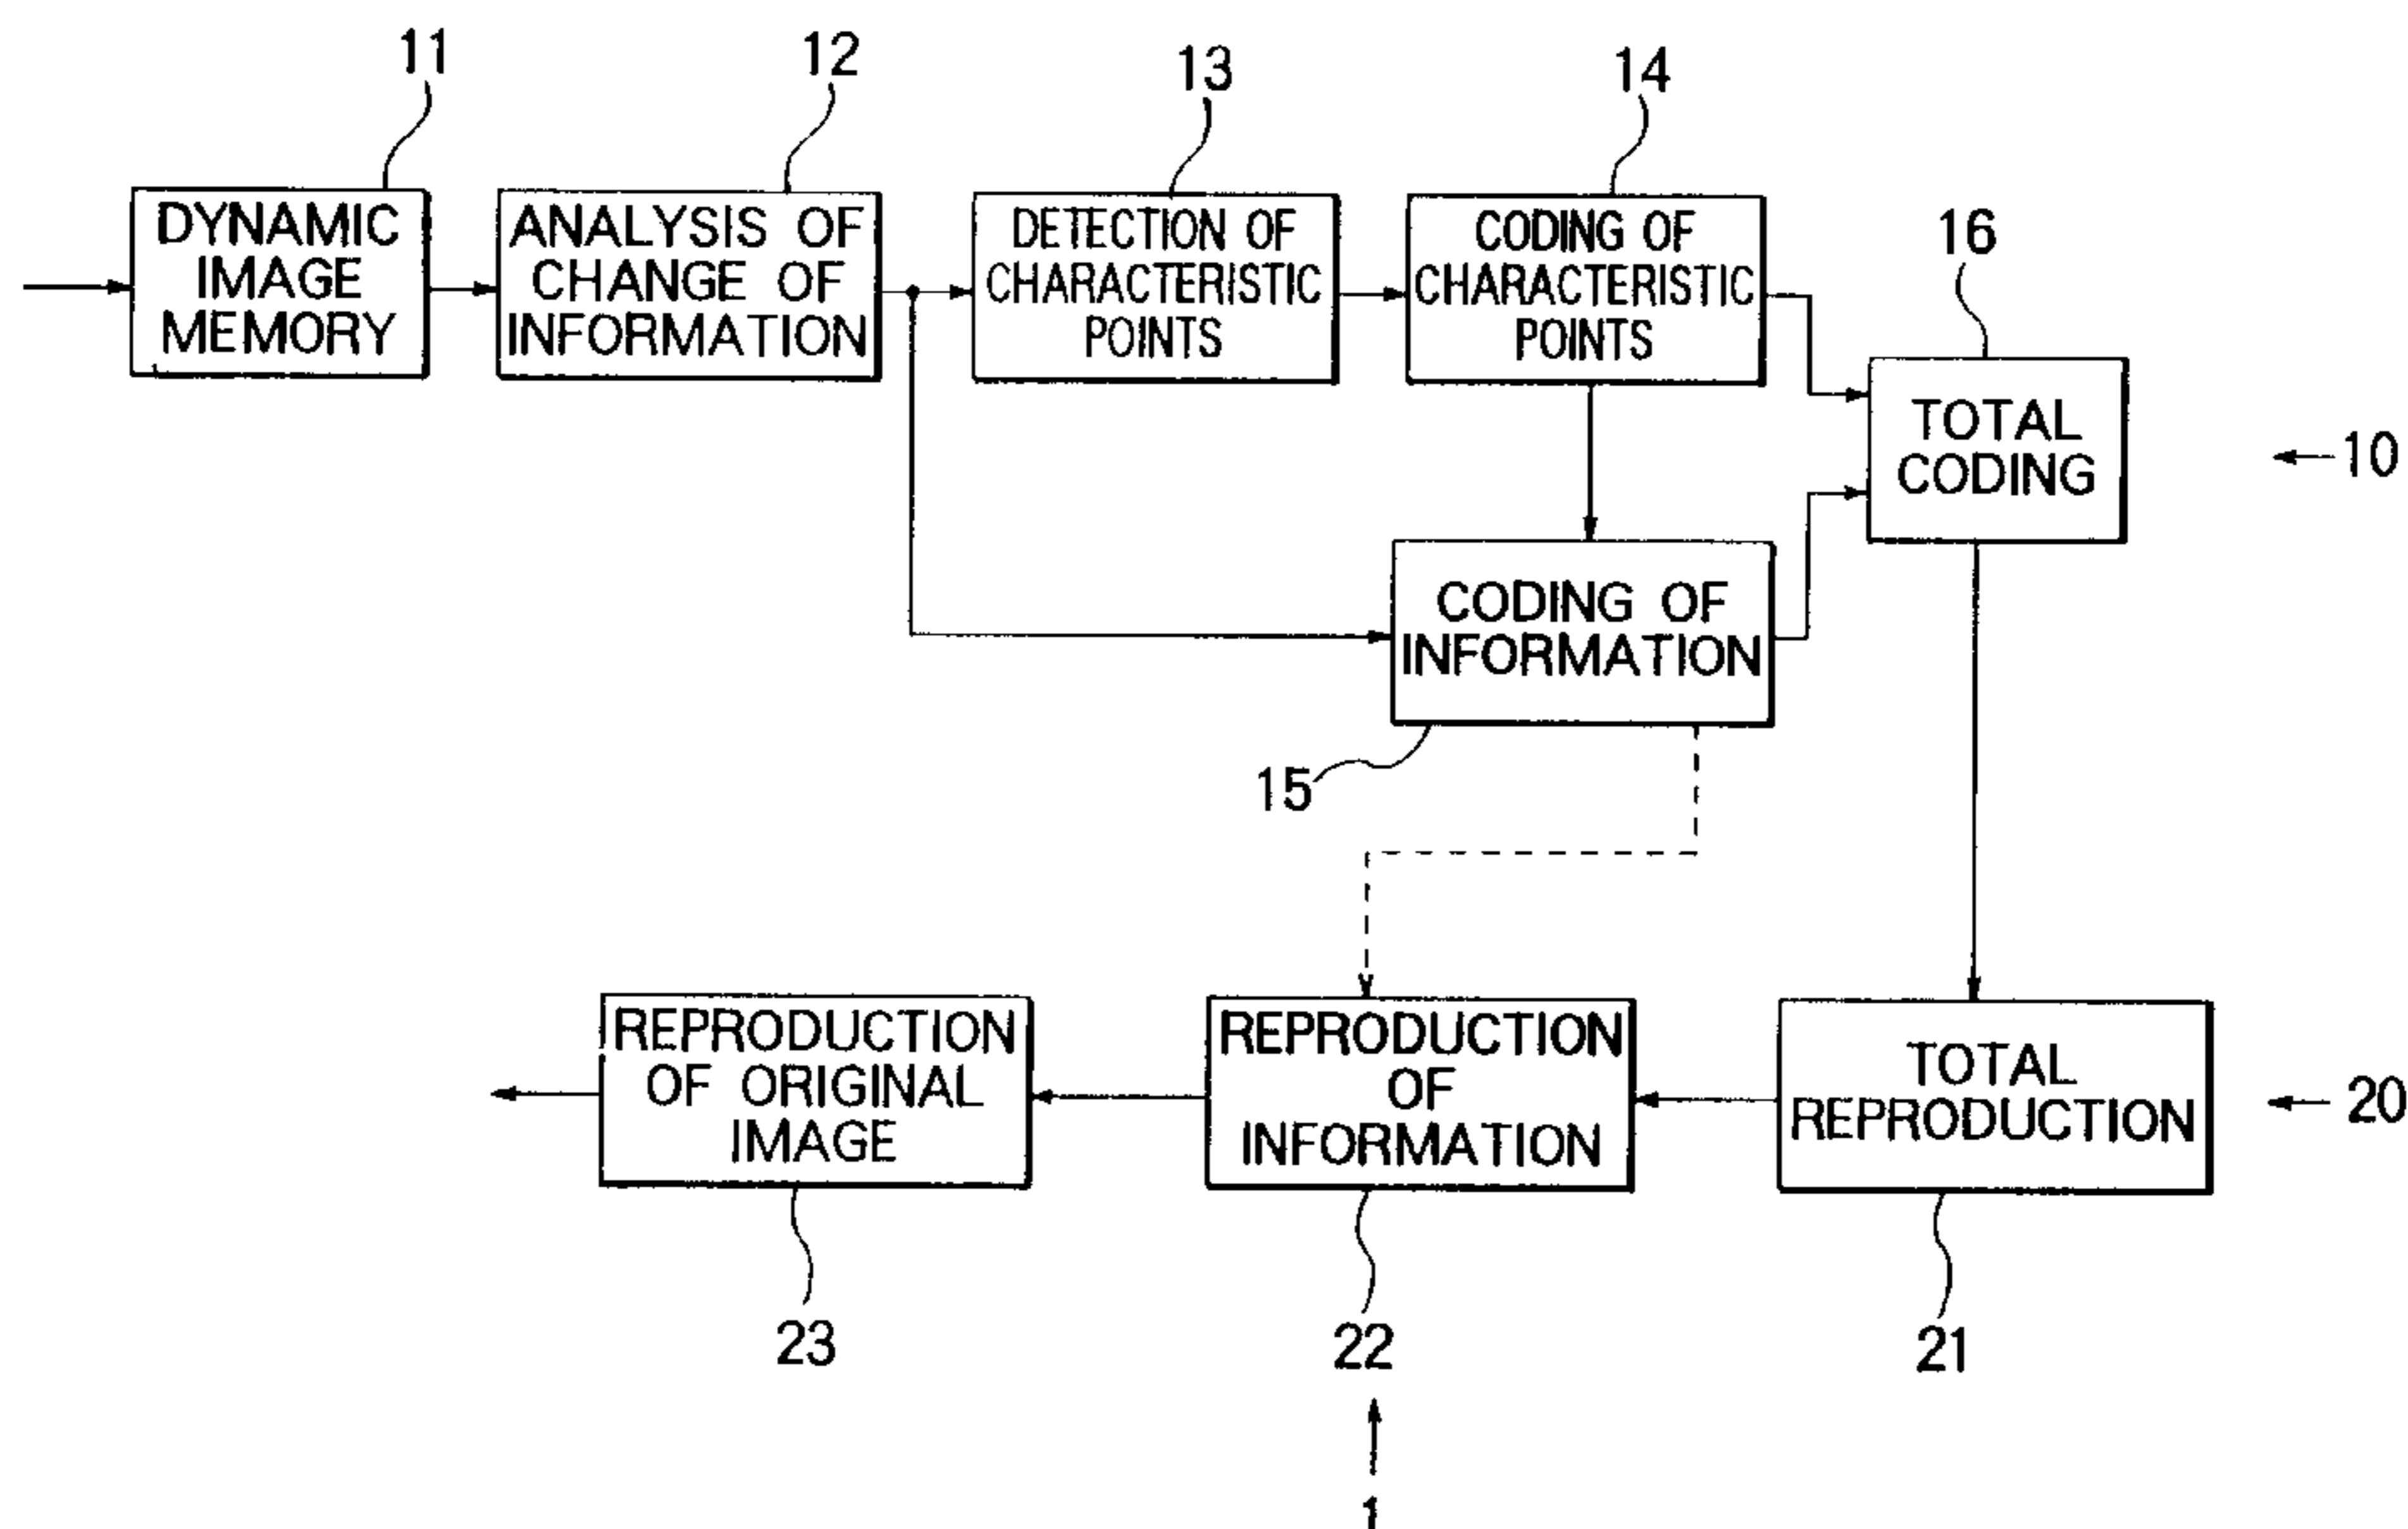 11
12
13
14
DYNAMIC
IMAGE
MEMORY
ANALYSIS OF
CHANGE OF
INFORMATION
DETECTION OF
CHARACTERISTIC
POINTS
CODING OF
CHARACTERISTIC
POINTS
16
TOTAL
CODING
10
CODING OF
INFORMATION
15
REPRODUCTION
OF ORIGINAL
IMAGE
REPRODUCTION
OF
INFORMATION
TOTAL
REPRODUCTION
20
23
22
21
1